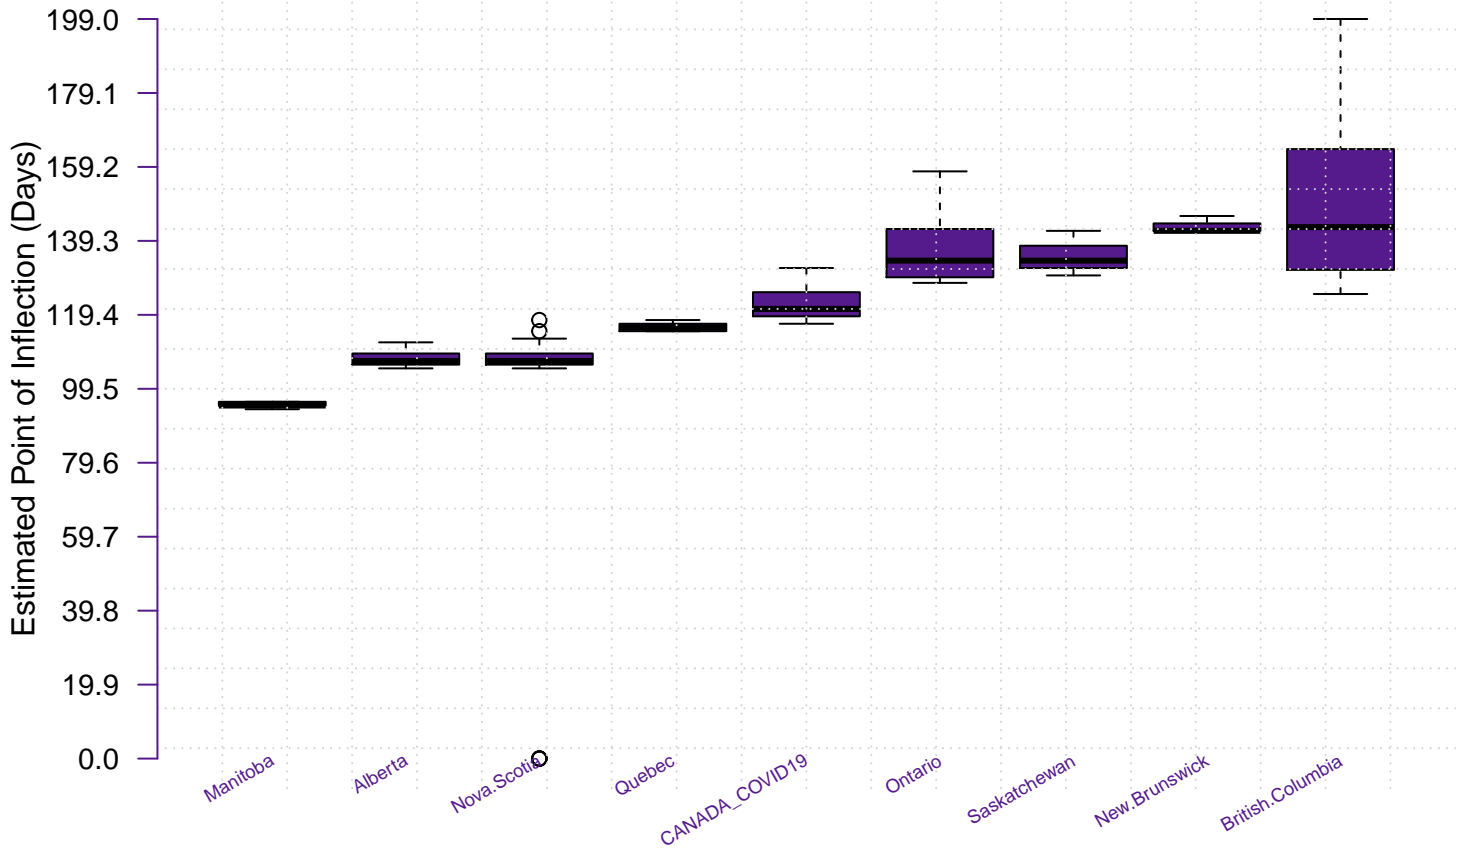 Estimated Point of Inflection (Days)
199.0
179.1
159.2
139.3
119.4
99.5
79.6
59.7
39.8
19.9
0.0
Manitoba
Alberta
Nova.Scotia
Quebec
CANADA_COVID19
Ontario
Saskatchewan
New.Brunswick
British.Columbia